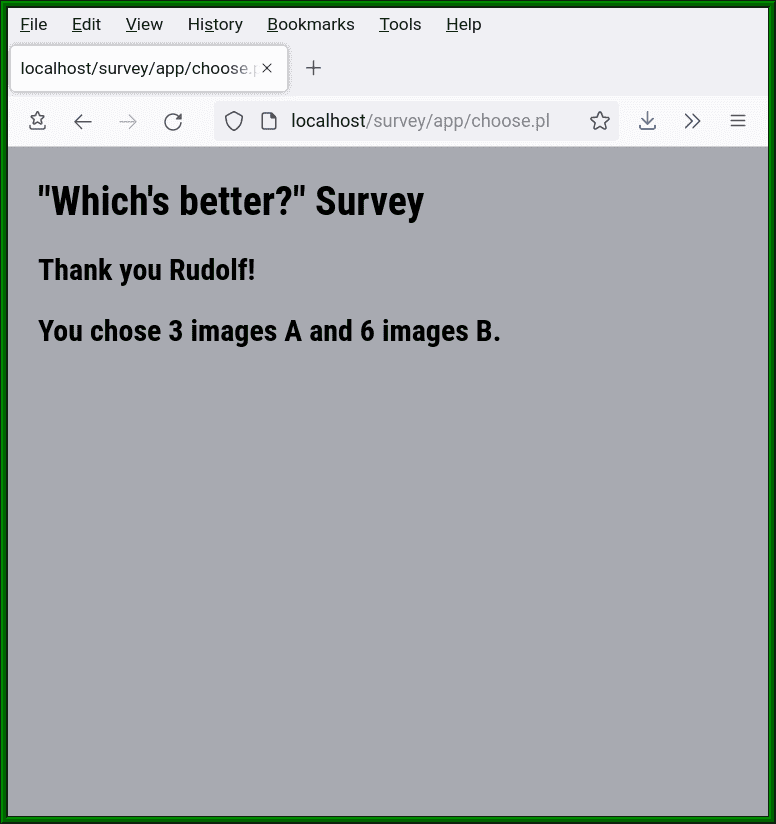 File Edit View History Bookmarks Tools Help
localhost/survey/app/choose.
localhost/survey/app/choose.pl
"Which's better?" Survey
Thank you Rudolf!
You chose 3 images A and 6 images B.